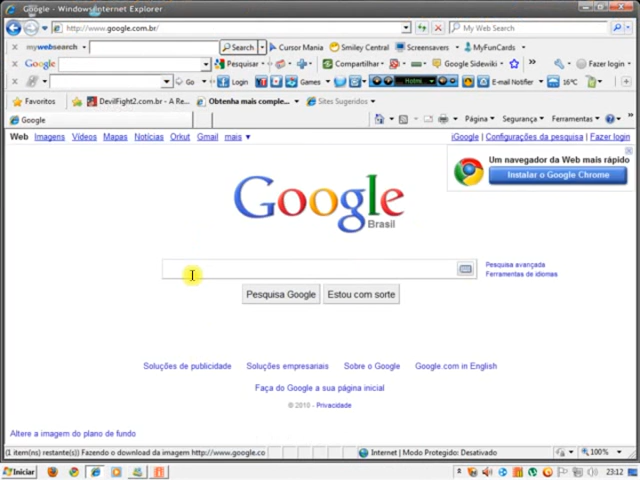 Google - Windows Internet Explorer
http://www.google.com.br/
My Web Search
mywebsearch
Search
Cursor Mania
Smiley Central
Screensavers
MyFunCards
Google
Pesquisar
Compartilhar
Google Sidewiki
Fazer login
Go
Login
Games
E-mail Notifier
16°C
Favoritos
DevilFight2.com.br - A Re...
Obtenha mais comple...
Sites Sugeridos
Google
Página
Segurança
Ferramentas
Web Imagens Vídeos Mapas Notícias Orkut Gmail mais ▼
iGoogle | Configurações da pesquisa | Fazer login
Um navegador da Web mais rápido
Instalar o Google Chrome
Google
Brasil
Pesquisa avançada
Ferramentas de idiomas
Pesquisa Google
Estou com sorte
Soluções de publicidade
Soluções empresariais
Sobre o Google
Google.com in English
Faça do Google a sua página inicial
© 2010 - Privacidade
Altere a imagem do plano de fundo
(1 item(ns) restante(s)) Fazendo o download da imagem http://www.google.co
Internet | Modo Protegido: Desativado
100%
Iniciar
23:12